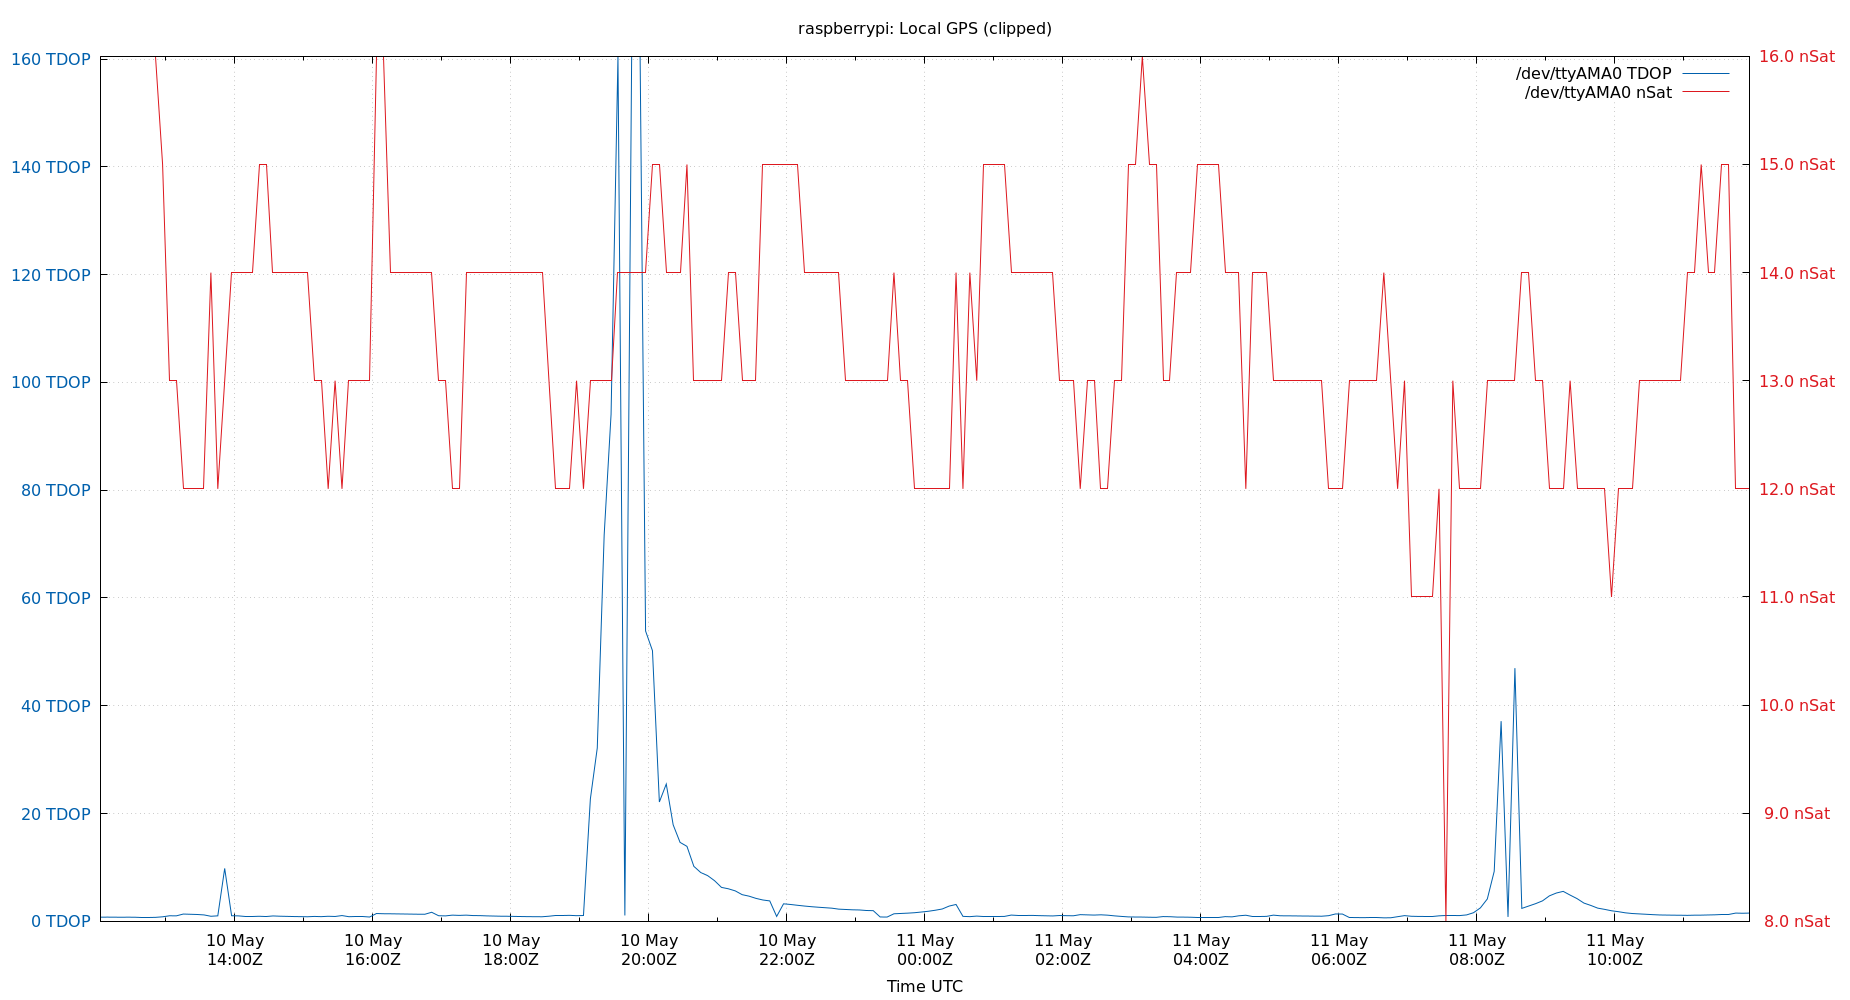 raspberrypi: Local GPS (clipped)
160 TDOP
140 TDOP
120 TDOP
100 TDOP
80 TDOP
60 TDOP
40 TDOP
20 TDOP
0 TDOP
16.0 nSat
15.0 nSat
14.0 nSat
13.0 nSat
12.0 nSat
11.0 nSat
10.0 nSat
9.0 nSat
8.0 nSat
/dev/ttyAMA0 TDOP
/dev/ttyAMA0 nSat
10 May
14:00Z
10 May
16:00Z
10 May
18:00Z
10 May
20:00Z
10 May
22:00Z
11 May
00:00Z
11 May
02:00Z
11 May
04:00Z
11 May
06:00Z
11 May
08:00Z
11 May
10:00Z
Time UTC